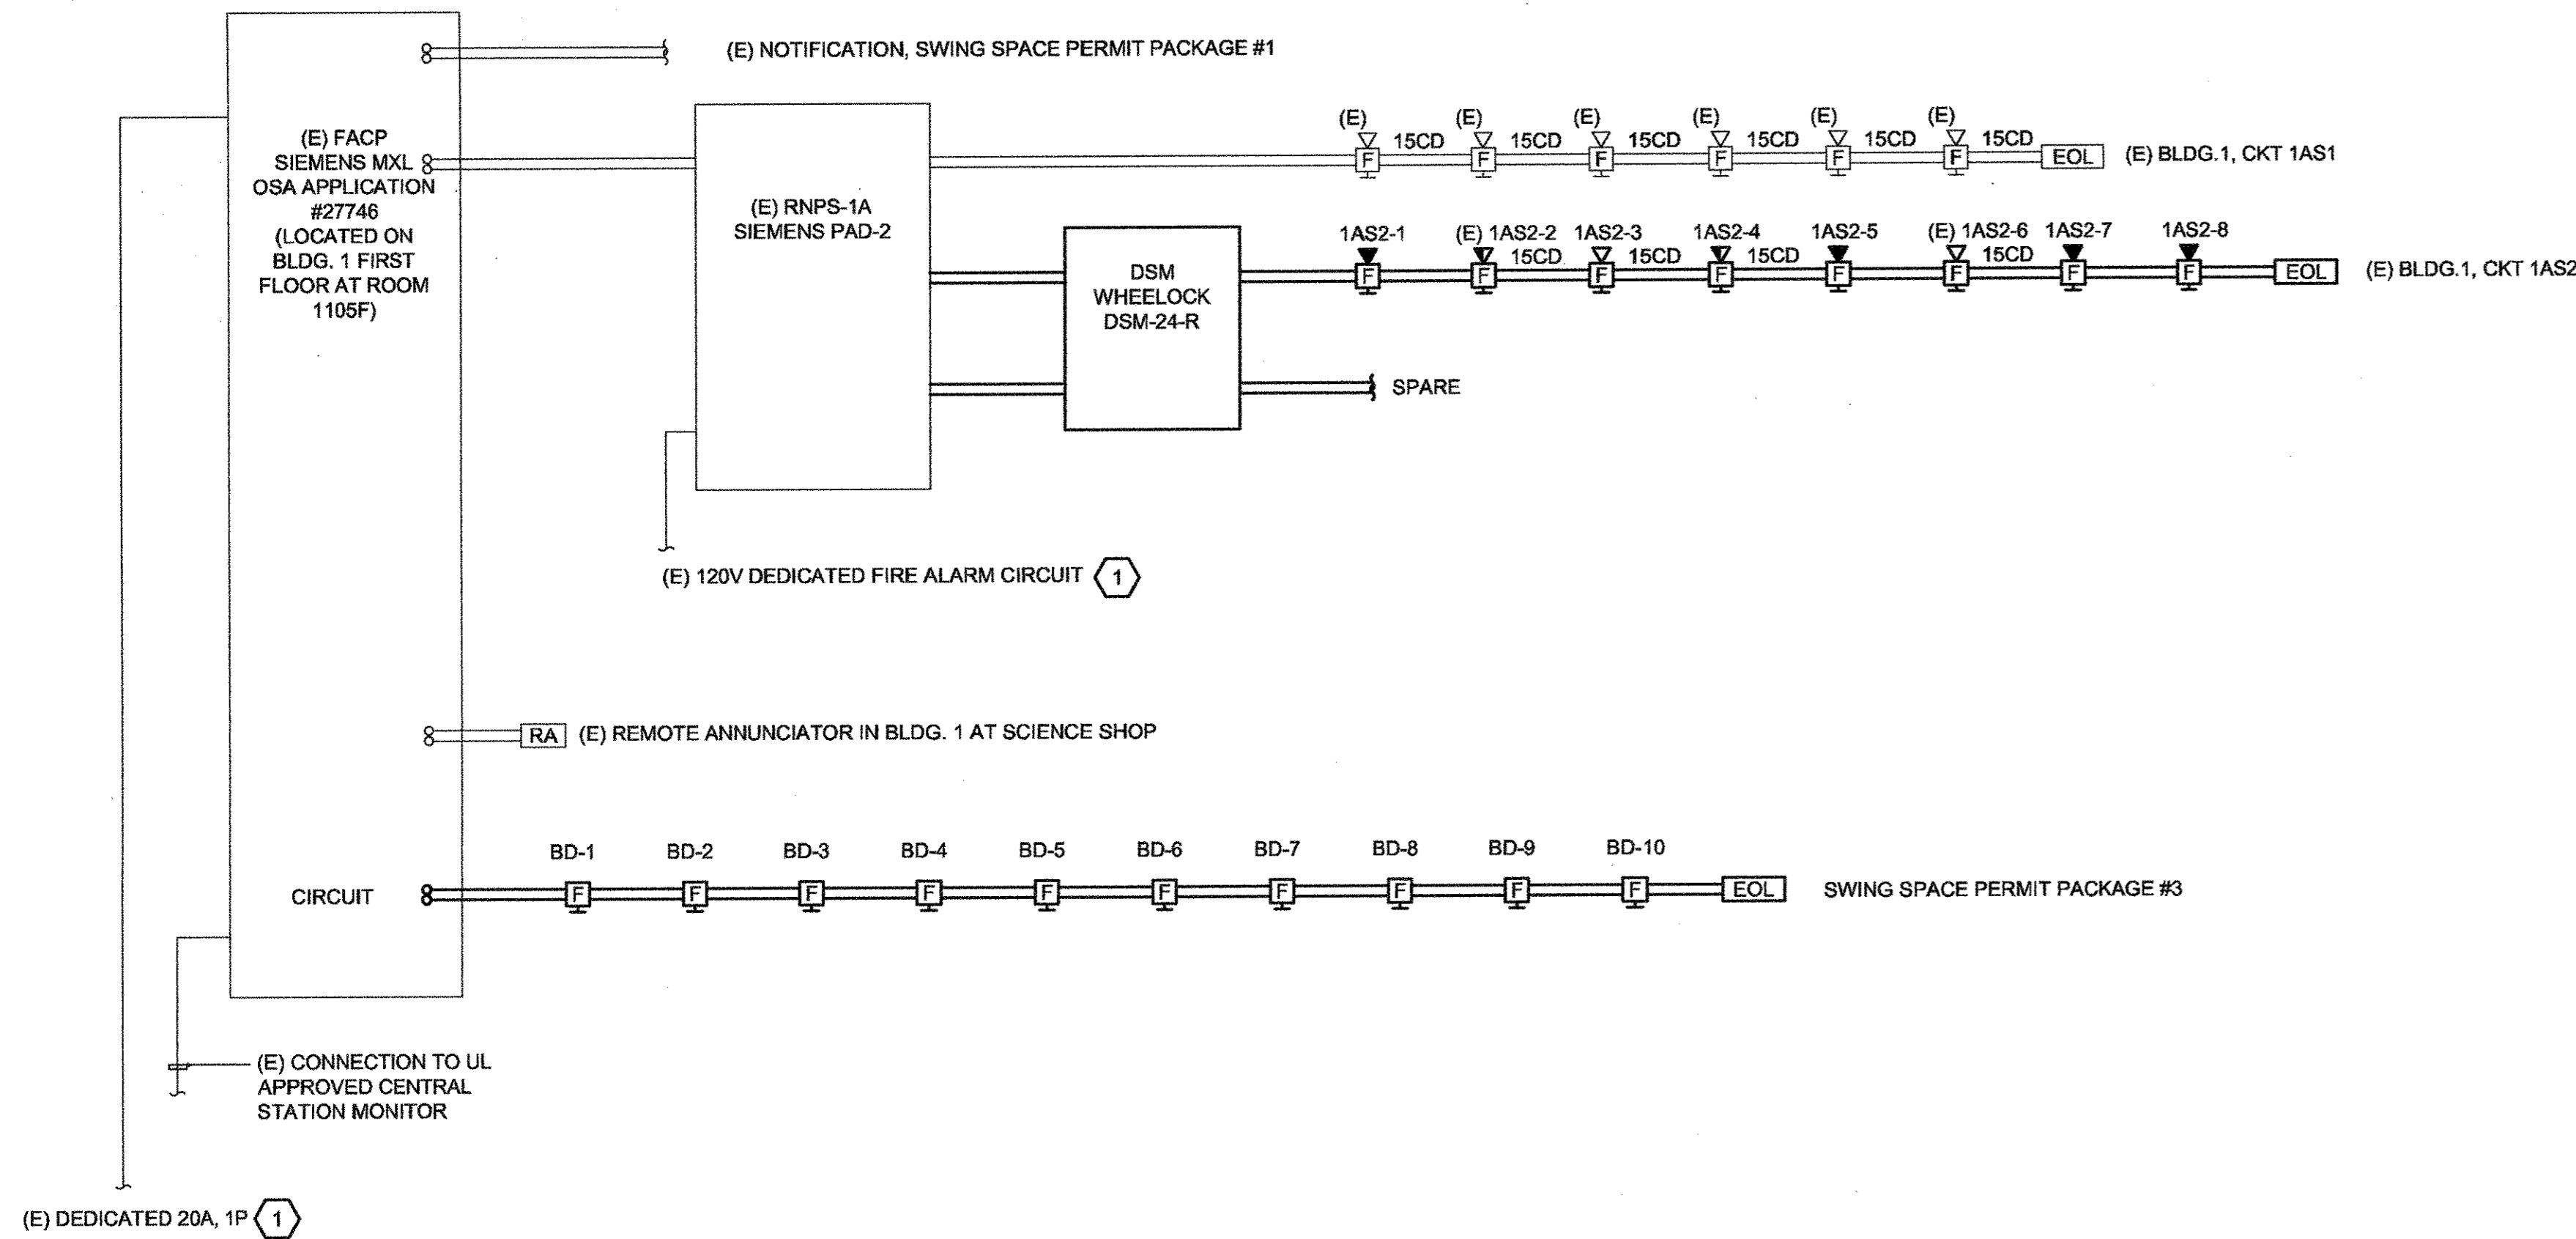 (E) NOTIFICATION, SWING SPACE PERMIT PACKAGE #1
(E) FACP
SIEMENS MXL
OSA APPLICATION
#27746
(LOCATED ON
BLDG. 1 FIRST
FLOOR AT ROOM
1105F)
(E) RNPS-1A
SIEMENS PAD-2
(E) (E) (E) (E) (E) (E)
15CD 15CD 15CD 15CD 15CD 15CD
F F F F F F EOL (E) BLDG.1, CKT 1AS1
1AS2-1 (E) 1AS2-2 1AS2-3 1AS2-4 1AS2-5 (E) 1AS2-6 1AS2-7 1AS2-8
15CD 15CD 15CD 15CD
F F F F F F F F EOL (E) BLDG.1, CKT 1AS2
DSM
WHEELOCK
DSM-24-R
SPARE
(E) 120V DEDICATED FIRE ALARM CIRCUIT 1
RA (E) REMOTE ANNUNCIATOR IN BLDG. 1 AT SCIENCE SHOP
BD-1 BD-2 BD-3 BD-4 BD-5 BD-6 BD-7 BD-8 BD-9 BD-10
CIRCUIT F F F F F F F F F F EOL SWING SPACE PERMIT PACKAGE #3
(E) CONNECTION TO UL
APPROVED CENTRAL
STATION MONITOR
(E) DEDICATED 20A, 1P 1